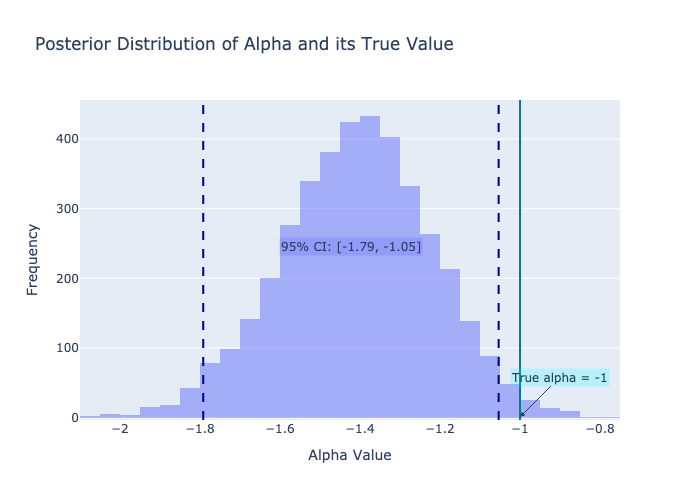 Posterior Distribution of Alpha and its True Value
400
300
200
100
0
Frequency
95% CI: [-1.79, -1.05]
True alpha = -1
−2
−1.8
−1.6
−1.4
−1.2
−1
−0.8
Alpha Value